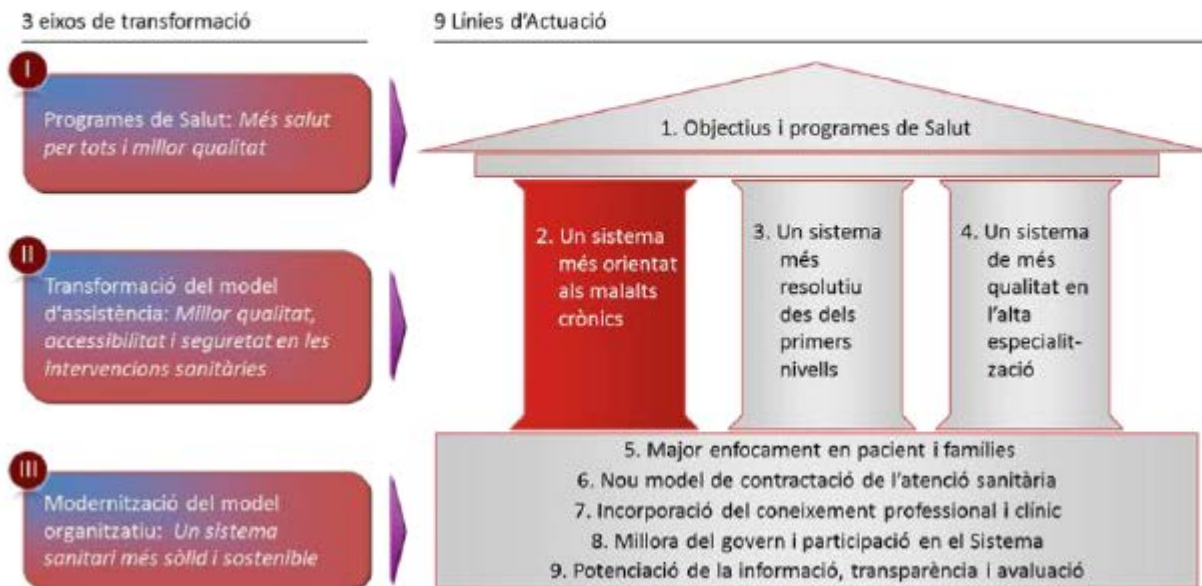 3 eixos de transformació
9 Línies d'Actuació
I
Programes de Salut: Més salut
per tots i millor qualitat
1. Objectius i programes de Salut
II
Transformació del model
d'assistència: Millor qualitat,
accessibilitat i seguretat en les
intervencions sanitàries
2. Un sistema
més orientat
als malalts
crònics
3. Un sistema
més
resolutiu
des dels
primers
nivells
4. Un sistema
de més
qualitat en
l'alta
especialit-
zació
III
Modernització del model
organitzatiu: Un sistema
sanitari més sòlid i sostenible
5. Major enfocament en pacient i famílies
6. Nou model de contractació de l'atenció sanitària
7. Incorporació del coneixement professional i clínic
8. Millora del govern i participació en el Sistema
9. Potenciació de la informació, transparència i avaluació